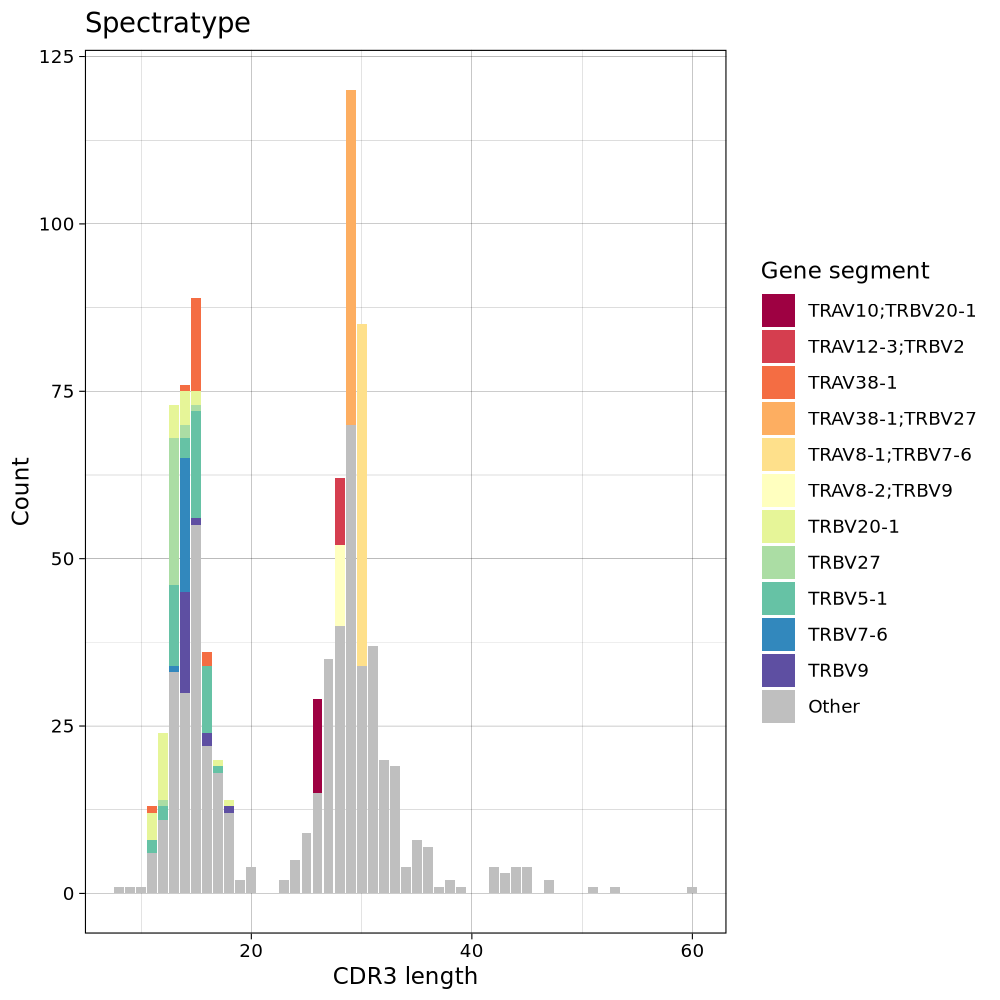 Spectratype
125
100
75
50
25
0
Count
20 40 60
CDR3 length
Gene segment
TRAV10;TRBV20-1
TRAV12-3;TRBV2
TRAV38-1
TRAV38-1;TRBV27
TRAV8-1;TRBV7-6
TRAV8-2;TRBV9
TRBV20-1
TRBV27
TRBV5-1
TRBV7-6
TRBV9
Other